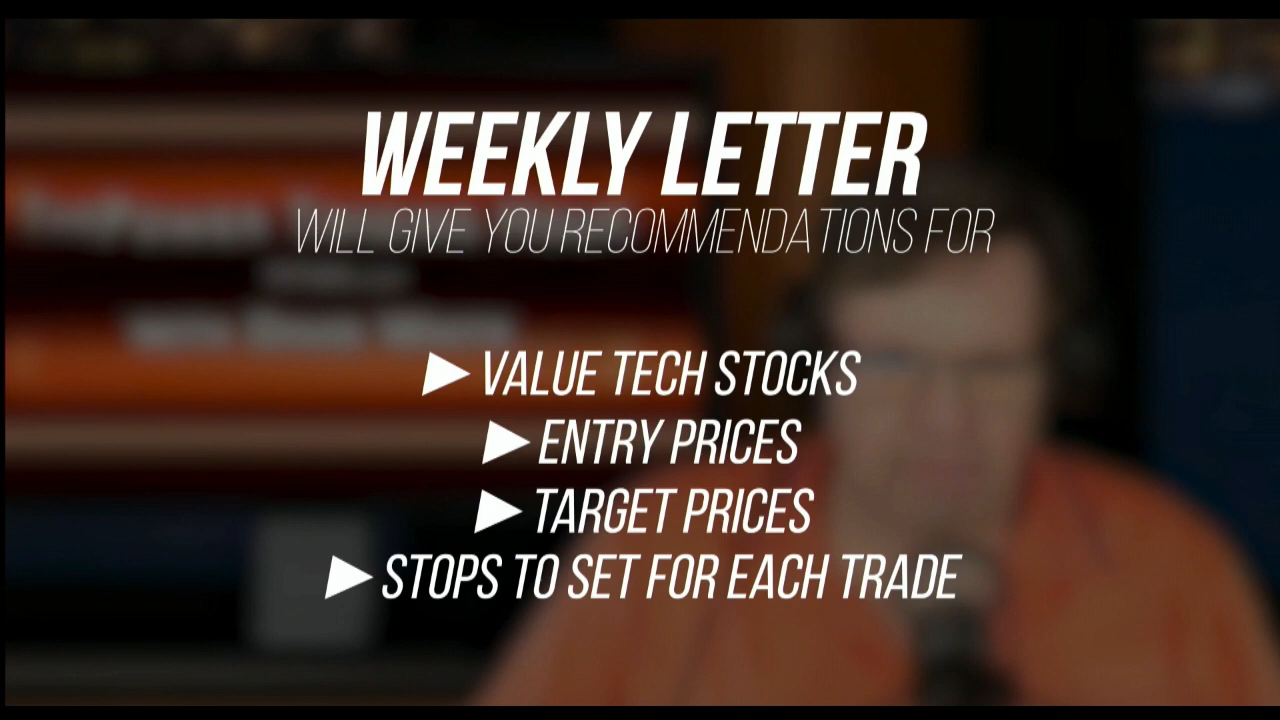 WEEKLY LETTER
WILL GIVE YOU RECOMMENDATIONS FOR
► VALUE TECH STOCKS
► ENTRY PRICES
► TARGET PRICES
► STOPS TO SET FOR EACH TRADE